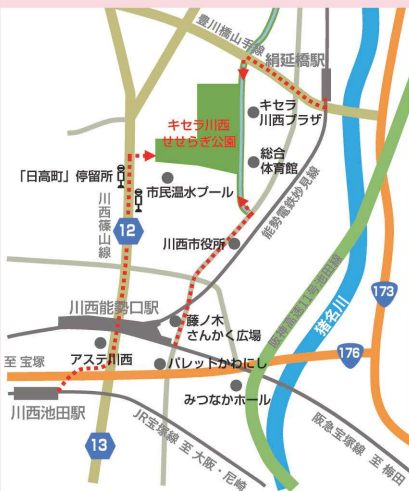 豊川橋山手線
絹延橋駅
キセラ
川西プラザ
キセラ川西
せせらぎ公園
総合
体育館
「日高町」停留所
市民温水プール
川西篠山線
12
能勢電鉄妙見線
川西市役所
阪神高速11号池田線
猪名川
173
川西能勢口駅
藤ノ木
さんかく広場
176
至 宝塚
アステ川西
パレットかわにし
みつなかホール
川西池田駅
13
JR宝塚線 至 大阪・尼崎
阪急宝塚線 至 梅田